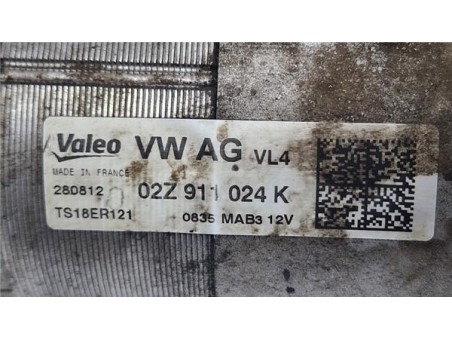 Valeo VW AG VL4
MADE IN FRANCE
280812 02Z 911 024 K
TS18ER121 0835 MAB3 12V